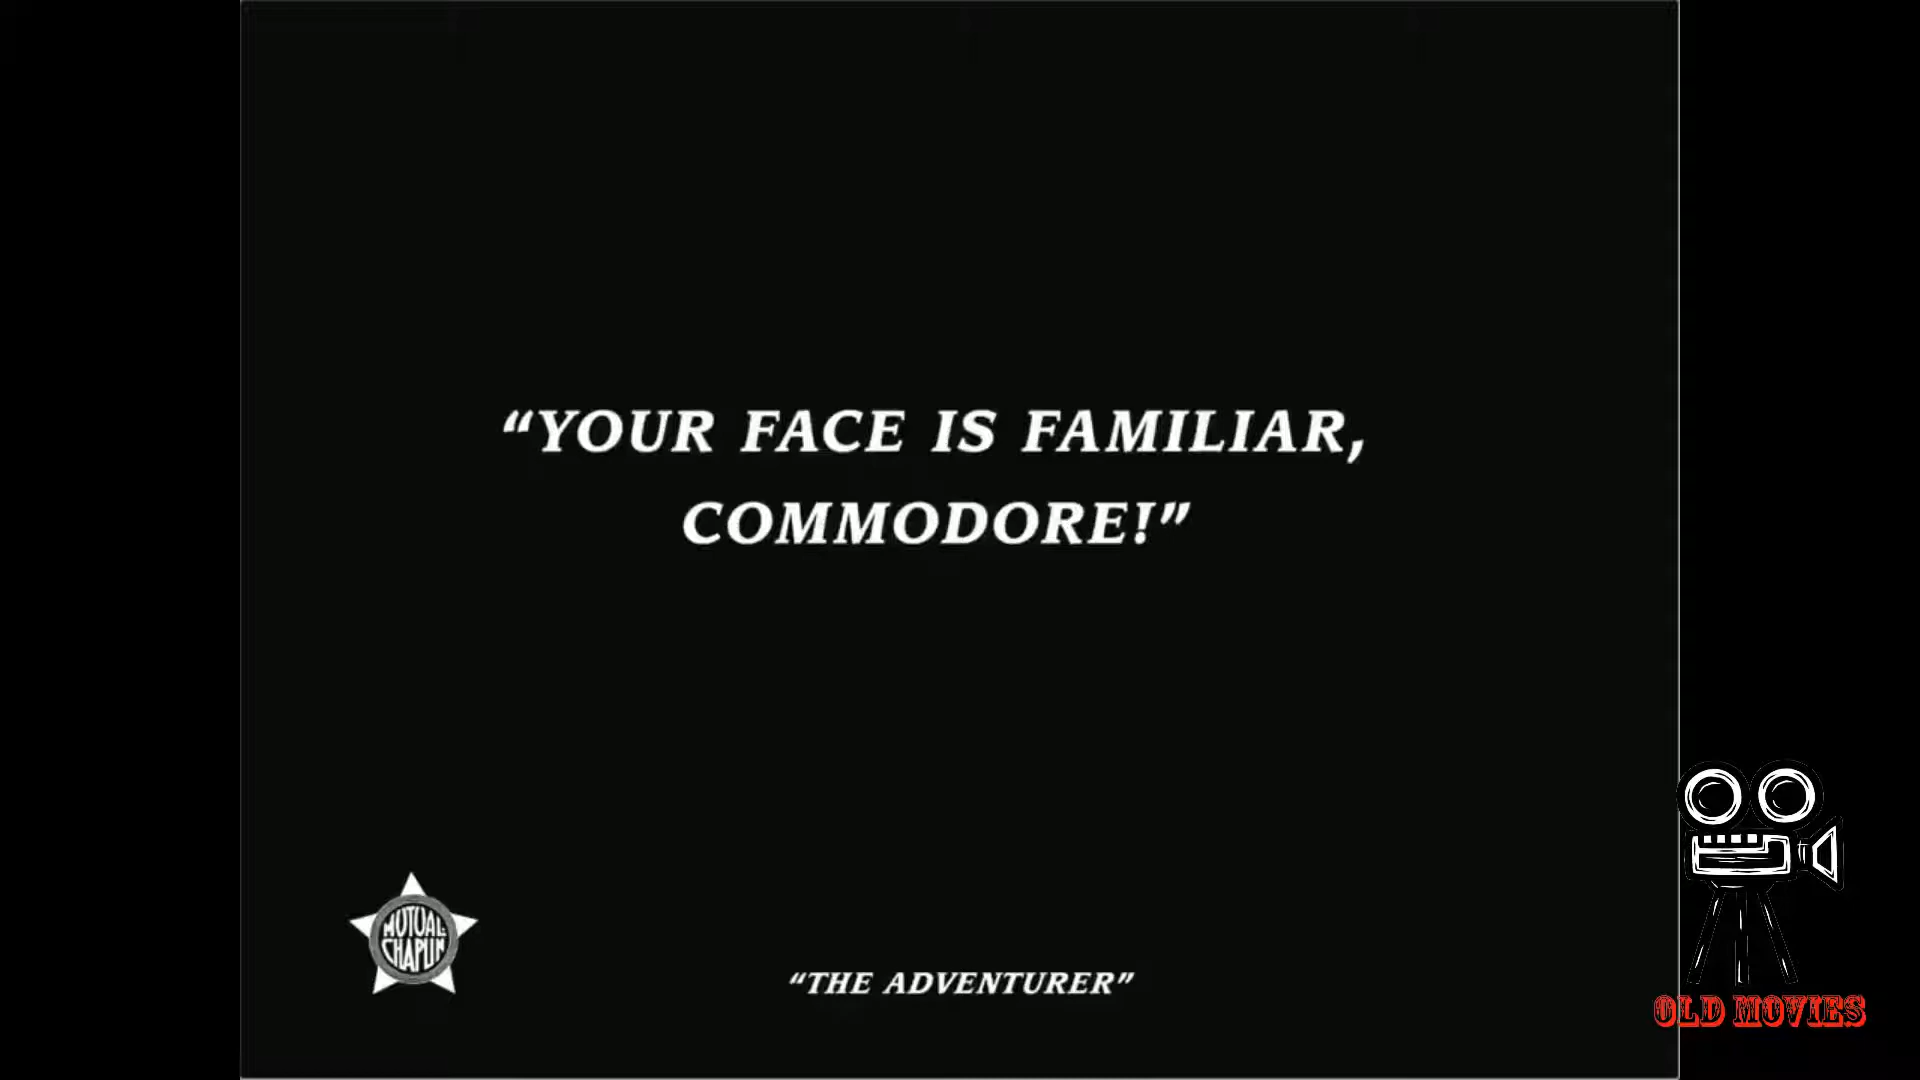 “YOUR FACE IS FAMILIAR,
COMMODORE!”
MUTUAL-
CHAPLIN
“THE ADVENTURER”
OLD MOVIES